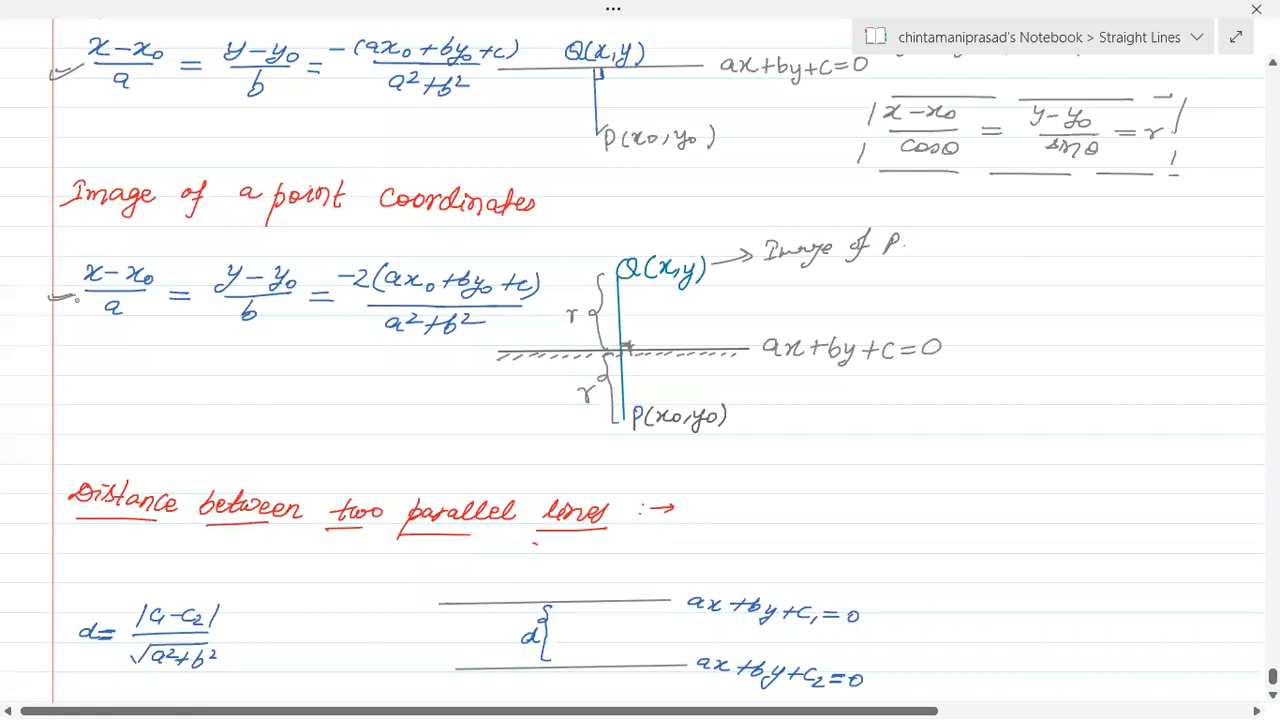 chintamaniprasad's Notebook > Straight Lines
x-x₀/a = y-y₀/b = -(ax₀+by₀+c)/a²+b²
Q(x,y)
ax+by+c=0
P(x₀,y₀)
x-x₀/cosθ = y-y₀/sinθ = r
Image of a point coordinates
x-x₀/a = y-y₀/b = -2(ax₀+by₀+c)/a²+b²
Q(x,y) → Image of P.
r
ax+by+c=0
r
P(x₀,y₀)
Distance between two parallel lines :→
d= |c₁-c₂|/√a²+b²
ax+by+c₁=0
d
ax+by+c₂=0